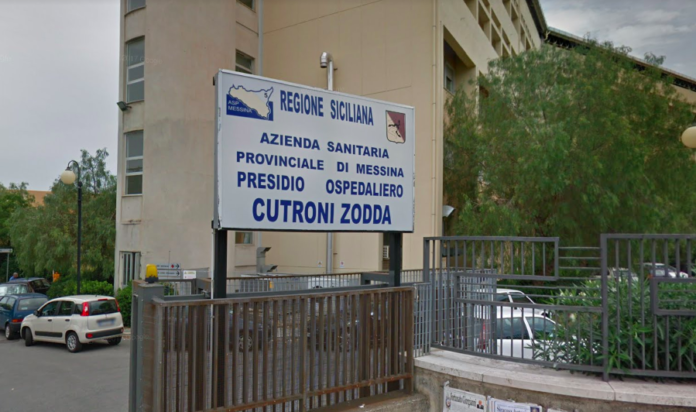 REGIONE SICILIANA
ASP
MESSINA
AZIENDA SANITARIA
PROVINCIALE DI MESSINA
PRESIDIO OSPEDALIERO
CUTRONI ZODDA